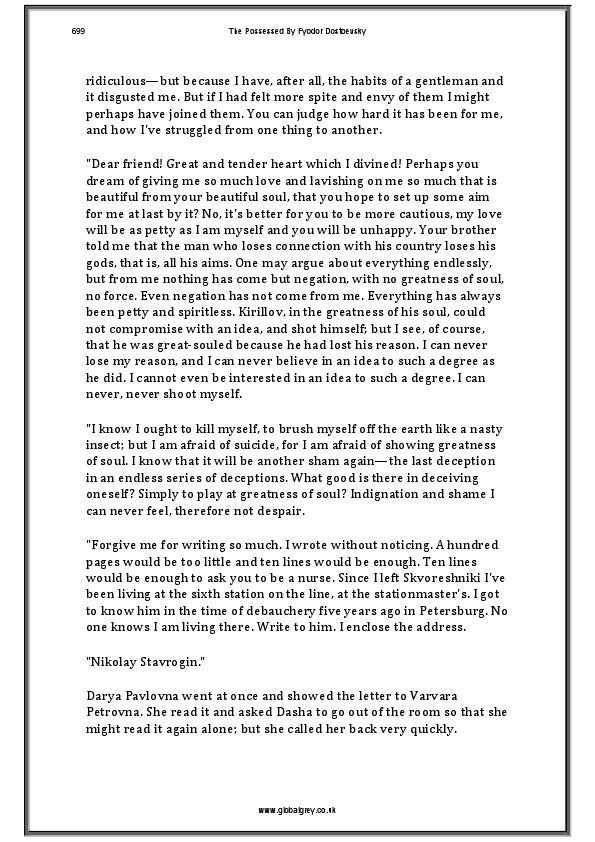 699
The Possessed By Fyodor Dostoevsky
ridiculous—but because I have, after all, the habits of a gentleman and
it disgusted me. But if I had felt more spite and envy of them I might
perhaps have joined them. You can judge how hard it has been for me,
and how I've struggled from one thing to another.
"Dear friend! Great and tender heart which I divined! Perhaps you
dream of giving me so much love and lavishing on me so much that is
beautiful from your beautiful soul, that you hope to set up some aim
for me at last by it? No, it's better for you to be more cautious, my love
will be as petty as I am myself and you will be unhappy. Your brother
told me that the man who loses connection with his country loses his
gods, that is, all his aims. One may argue about everything endlessly,
but from me nothing has come but negation, with no greatness of soul,
no force. Even negation has not come from me. Everything has always
been petty and spiritless. Kirillov, in the greatness of his soul, could
not compromise with an idea, and shot himself; but I see, of course,
that he was great-souled because he had lost his reason. I can never
lose my reason, and I can never believe in an idea to such a degree as
he did. I cannot even be interested in an idea to such a degree. I can
never, never shoot myself.
"I know I ought to kill myself, to brush myself off the earth like a nasty
insect; but I am afraid of suicide, for I am afraid of showing greatness
of soul. I know that it will be another sham again—the last deception
in an endless series of deceptions. What good is there in deceiving
oneself? Simply to play at greatness of soul? Indignation and shame I
can never feel, therefore not despair.
"Forgive me for writing so much. I wrote without noticing. A hundred
pages would be too little and ten lines would be enough. Ten lines
would be enough to ask you to be a nurse. Since I left Skvoreshniki I've
been living at the sixth station on the line, at the stationmaster's. I got
to know him in the time of debauchery five years ago in Petersburg. No
one knows I am living there. Write to him. I enclose the address.
"Nikolay Stavrogin."
Darya Pavlovna went at once and showed the letter to Varvara
Petrovna. She read it and asked Dasha to go out of the room so that she
might read it again alone; but she called her back very quickly.
www.globalgrey.co.uk